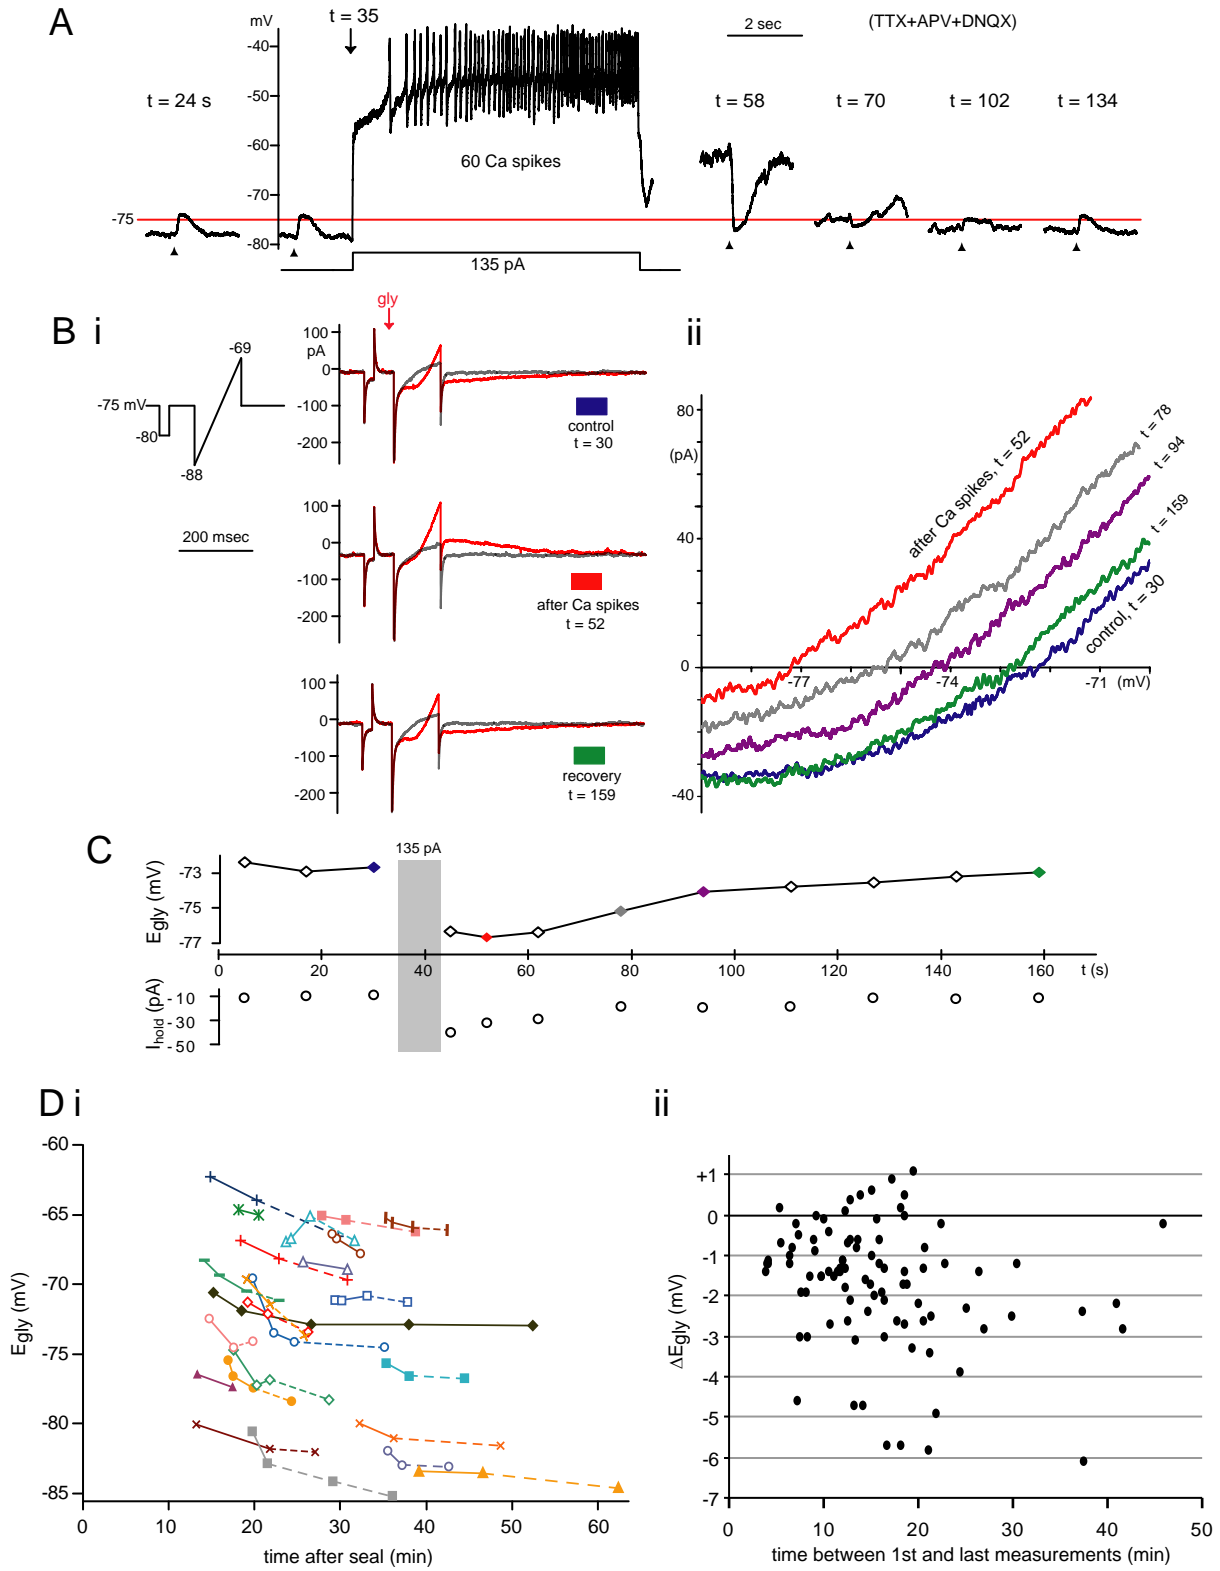 A
mV
t = 35
2 sec
(TTX+APV+DNQX)
-40
t = 24 s
-50
t = 58
t = 70
t = 102
t = 134
-60
60 Ca spikes
-70
-75
-80
135 pA
B i
gly
ii
-69
100
pA
0
-75 mV
-100
-80
control
t = 30
-200
-88
80
t = 78
(pA)
after Ca spikes, t = 52
t = 94
100
200 msec
0
40
t = 159
-100
after Ca spikes
t = 52
control, t = 30
-200
0
-77
-74
-71
(mV)
100
0
-100
recovery
t = 159
-200
-40
C
135 pA
Egly (mV)
-73
-75
-77
0
20
40
60
80
100
120
140
160
t (s)
Ihold (pA)
-10
-30
-50
D i
ii
Egly (mV)
-60
-65
-70
-75
-80
-85
0
10
20
30
40
50
60
time after seal (min)
ΔEgly (mV)
+1
0
-1
-2
-3
-4
-5
-6
-7
0
10
20
30
40
50
time between 1st and last measurements (min)